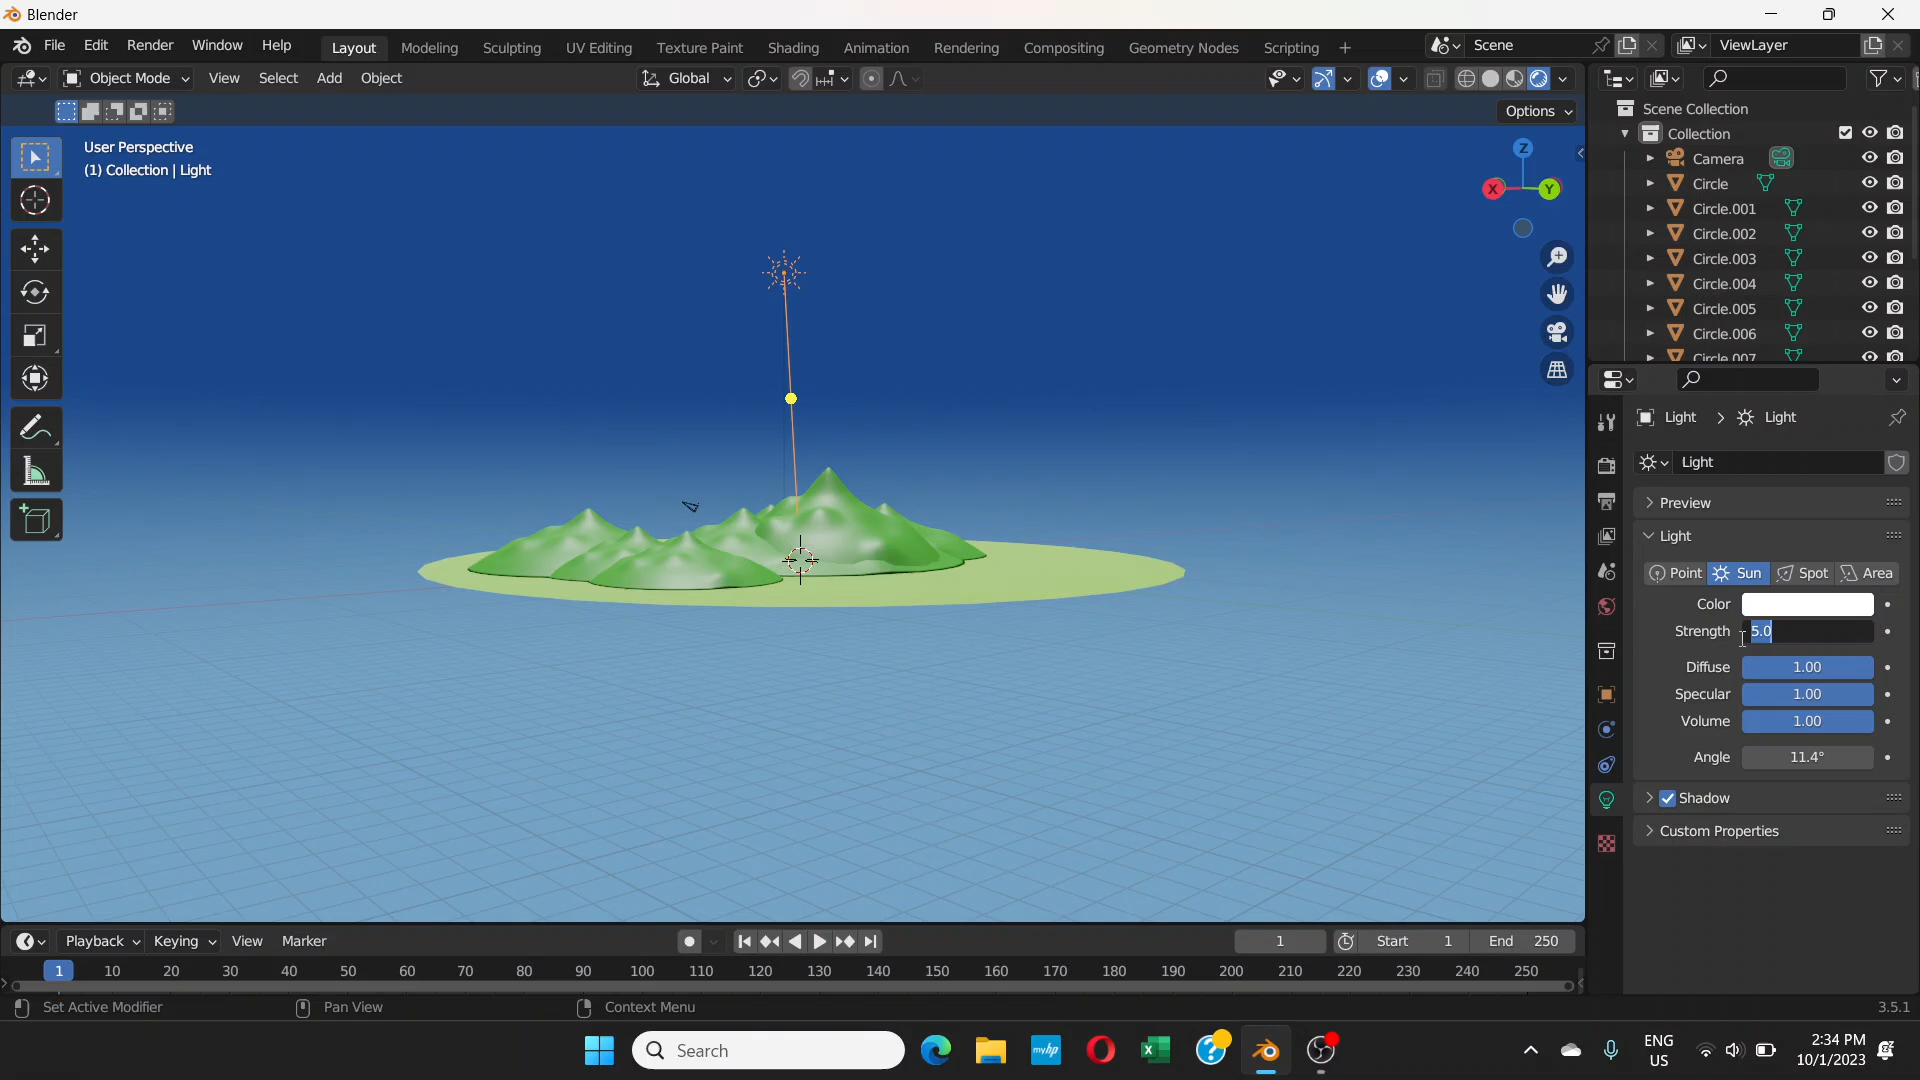 Blender
File Edit Render Window Help Layout Modeling Sculpting UV Editing Texture Paint Shading Animation Rendering Compositing Geometry Nodes Scripting + Scene ViewLayer
Object Mode View Select Add Object Global
Options
User Perspective
(1) Collection | Light
Z
X
Y
Scene Collection
Collection
Camera
Circle
Circle.001
Circle.002
Circle.003
Circle.004
Circle.005
Circle.006
Circle.007
Light > Light
Light
Preview
Light
Point Sun Spot Area
Color
Strength 5.0
Diffuse 1.00
Specular 1.00
Volume 1.00
Angle 11.4°
Shadow
Custom Properties
Playback Keying View Marker 1 Start 1 End 250
1 10 20 30 40 50 60 70 80 90 100 110 120 130 140 150 160 170 180 190 200 210 220 230 240 250
Set Active Modifier Pan View Context Menu 3.5.1
Search myhp ENG US 2:34 PM 10/1/2023